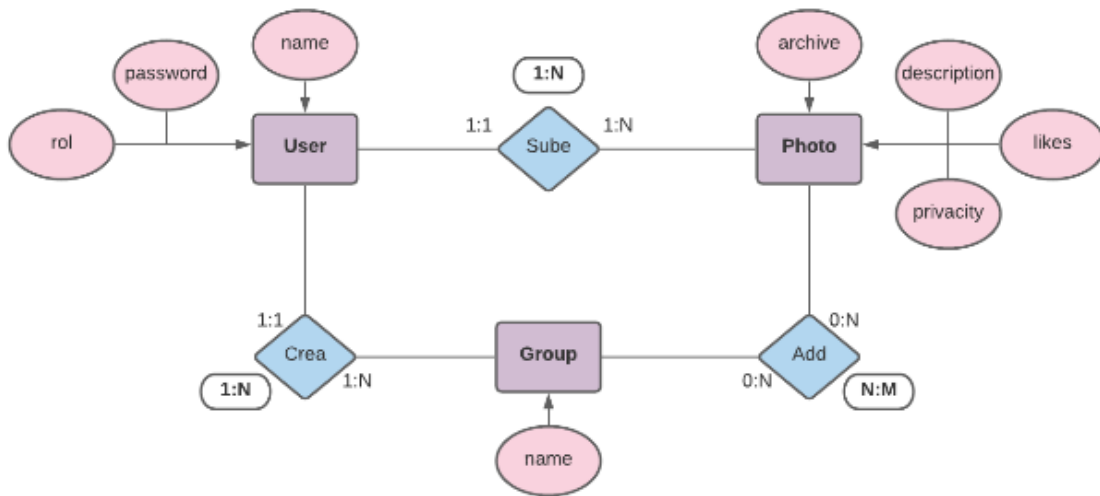 name
archive
password
1:N
description
rol
User
1:1
Sube
1:N
Photo
likes
privacity
1:1
Crea
1:N
1:N
Group
name
0:N
Add
0:N
N:M